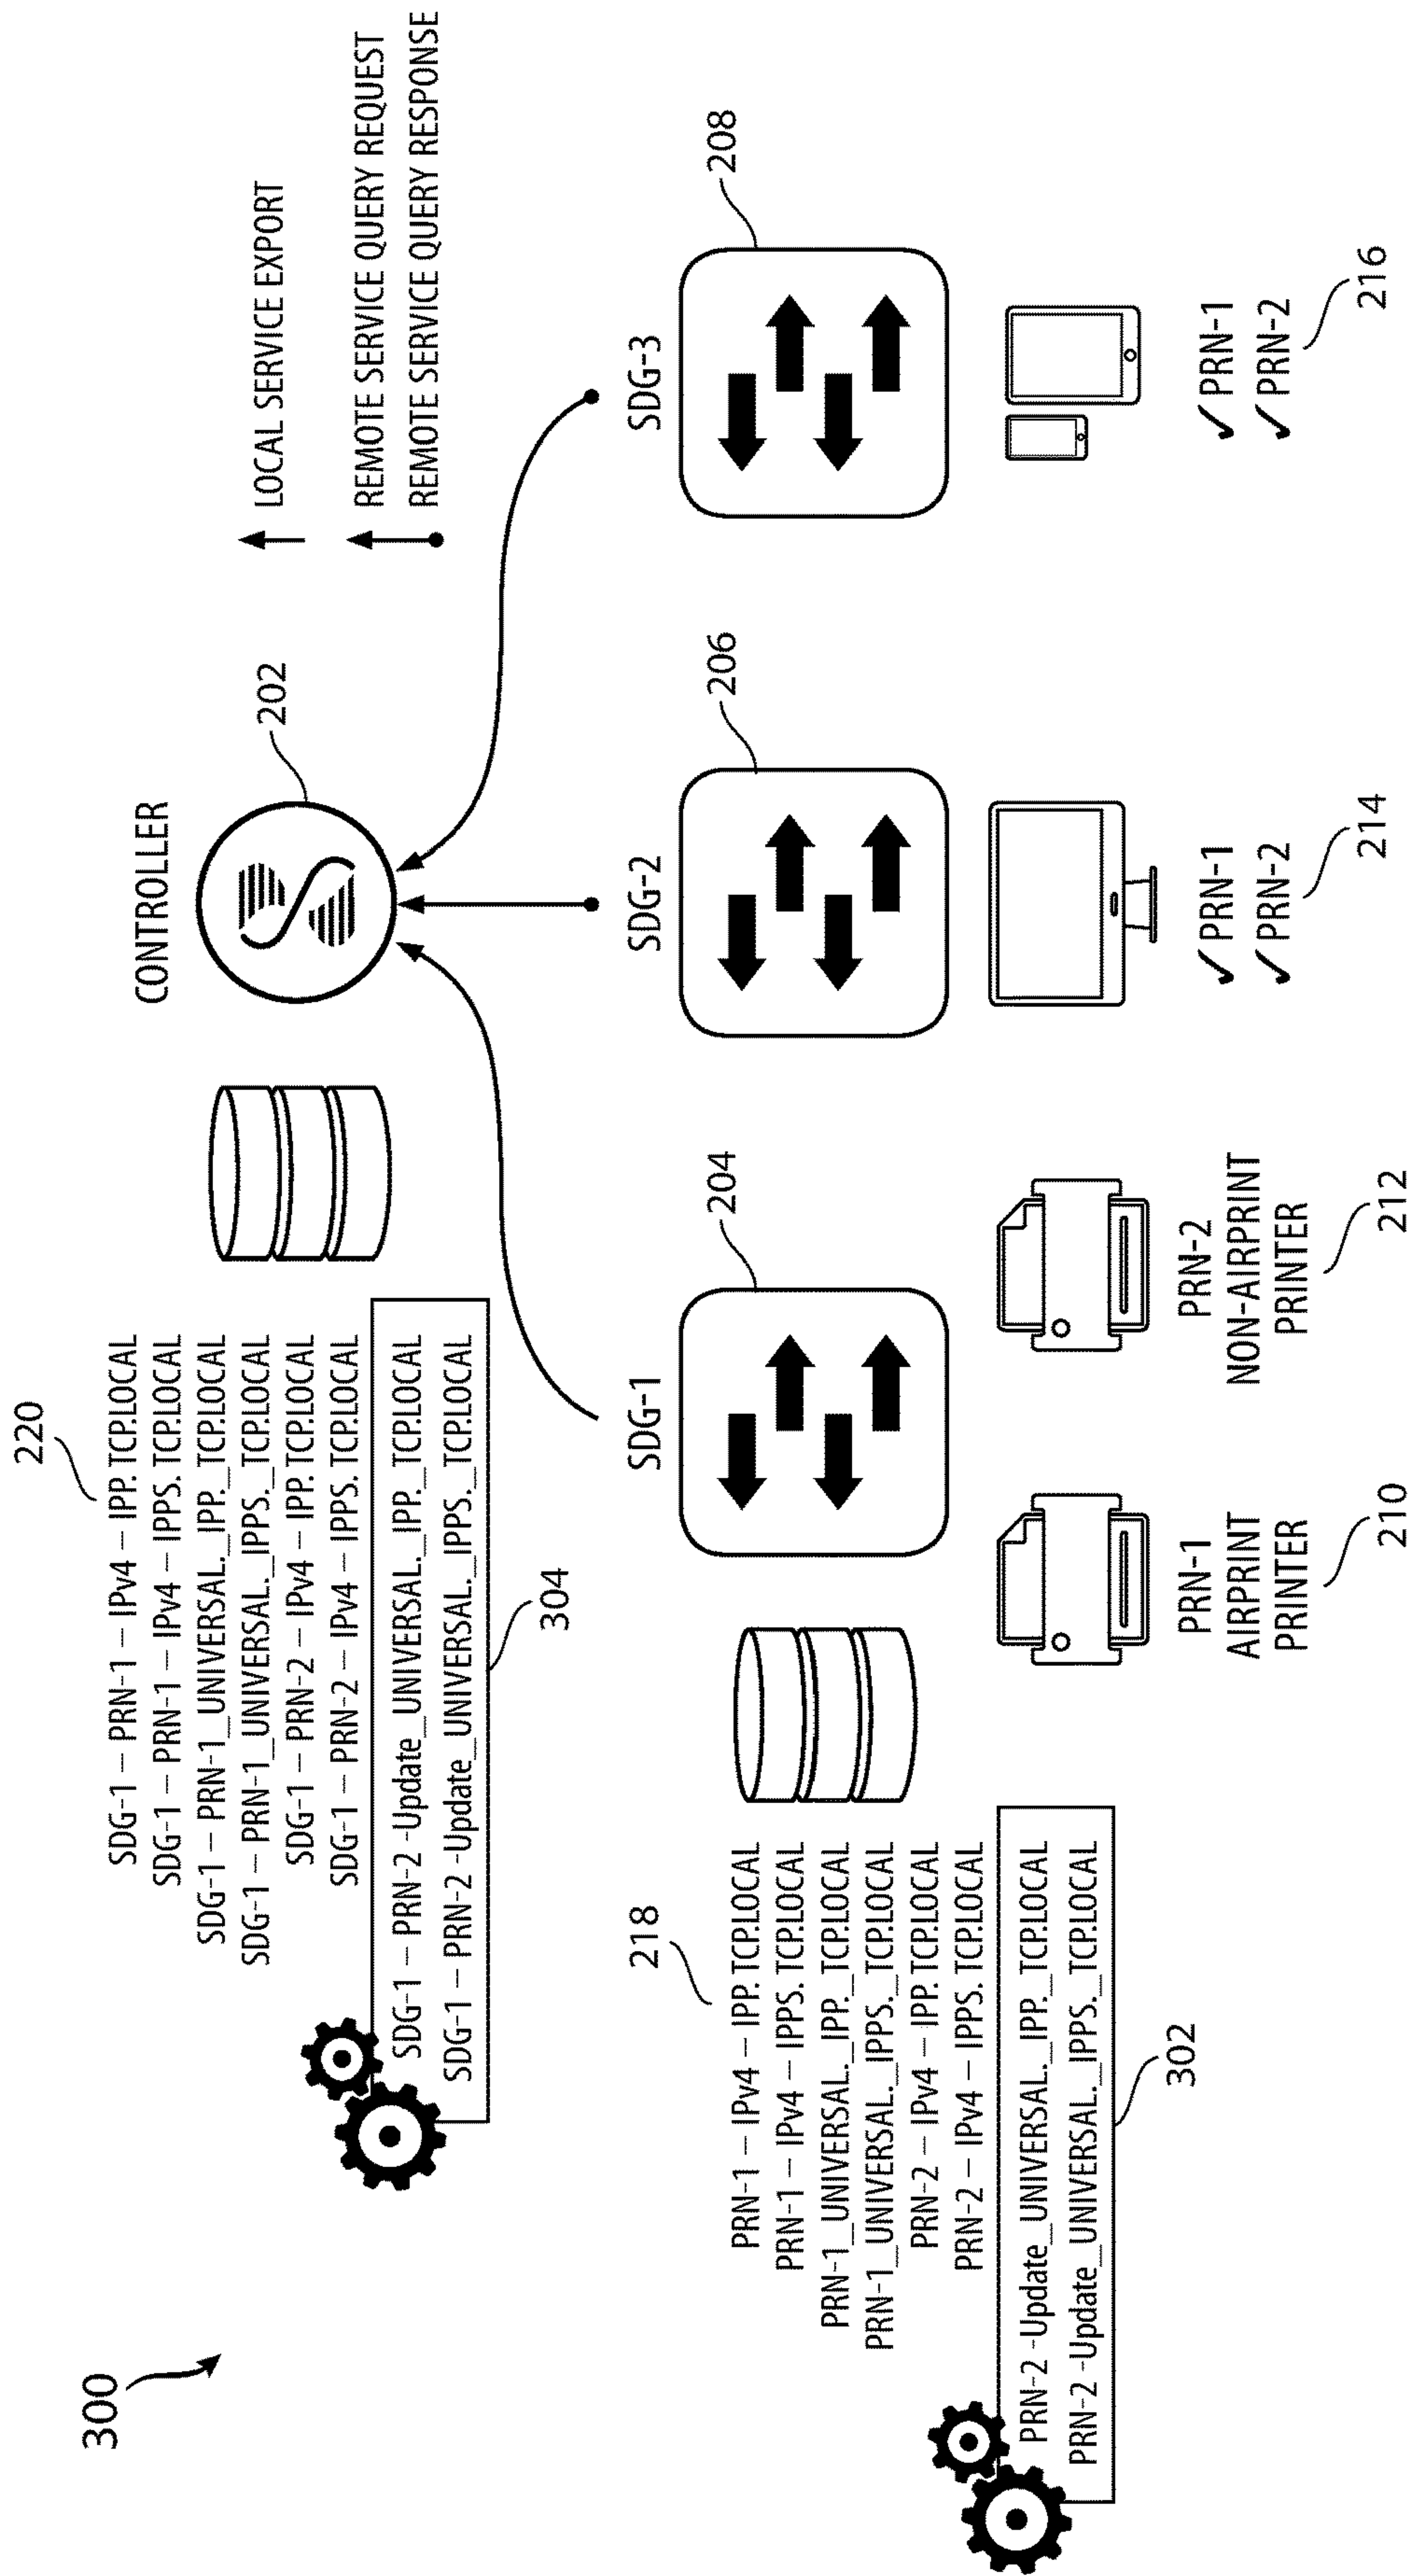 300
220
SDG-1 – PRN-1 – IPv4 – IPP. TCP.LOCAL
SDG-1 – PRN-1 – IPv4 – IPPS. TCP.LOCAL
SDG-1 – PRN-1_UNIVERSAL._IPP._TCP.LOCAL
SDG-1 – PRN-1_UNIVERSAL._IPPS._TCP.LOCAL
SDG-1 – PRN-2 – IPv4 – IPP. TCP.LOCAL
SDG-1 – PRN-2 – IPv4 – IPPS. TCP.LOCAL
SDG-1 – PRN-2 -Update_UNIVERSAL._IPP._TCP.LOCAL
SDG-1 – PRN-2 -Update_UNIVERSAL._IPPS._TCP.LOCAL
304
CONTROLLER
202
LOCAL SERVICE EXPORT
REMOTE SERVICE QUERY REQUEST
REMOTE SERVICE QUERY RESPONSE
218
PRN-1 – IPv4 – IPP. TCP.LOCAL
PRN-1 – IPv4 – IPPS. TCP.LOCAL
PRN-1_UNIVERSAL._IPP._TCP.LOCAL
PRN-1_UNIVERSAL._IPPS._TCP.LOCAL
PRN-2 – IPv4 – IPP. TCP.LOCAL
PRN-2 – IPv4 – IPPS. TCP.LOCAL
PRN-2 -Update_UNIVERSAL._IPP._TCP.LOCAL
PRN-2 -Update_UNIVERSAL._IPPS._TCP.LOCAL
302
SDG-1
204
SDG-2
206
SDG-3
208
PRN-1
AIRPRINT
PRINTER
210
PRN-2
NON-AIRPRINT
PRINTER
212
✓PRN-1
✓PRN-2
214
✓PRN-1
✓PRN-2
216